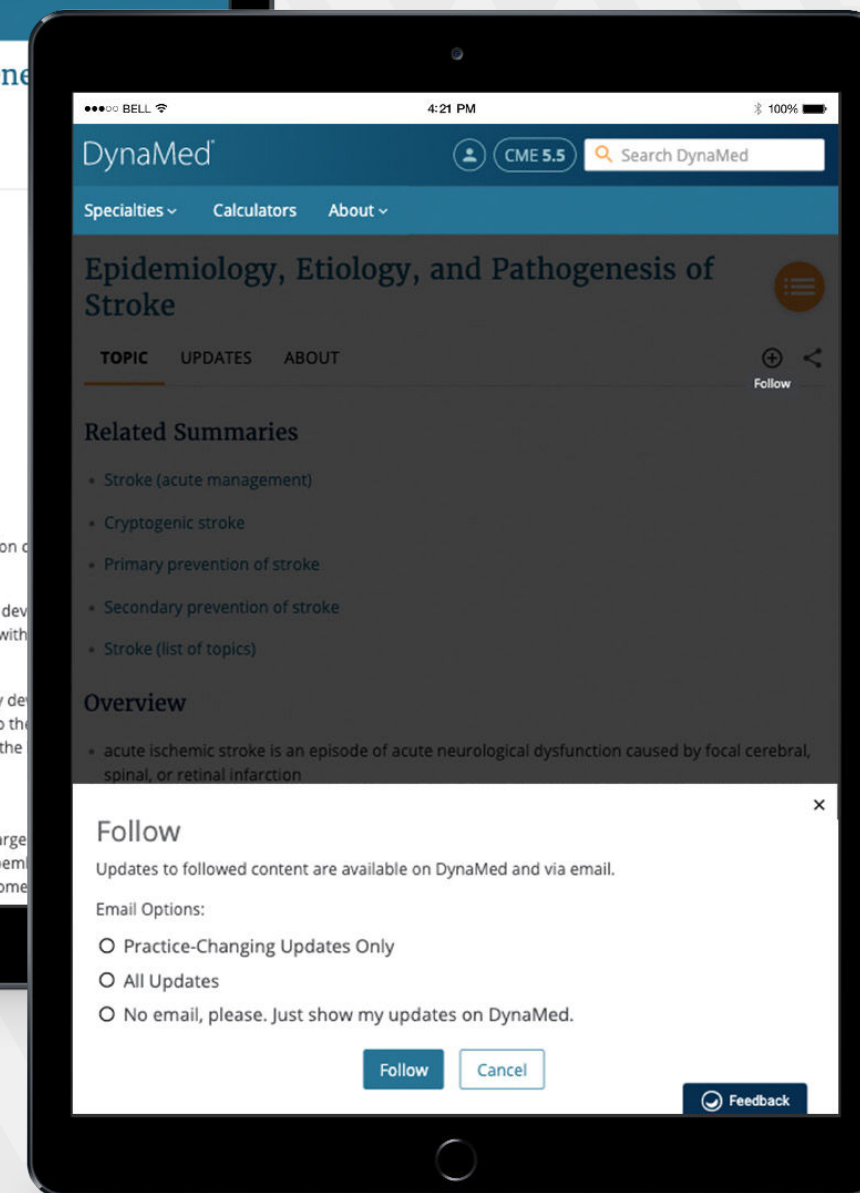 BELL
4:21 PM
100%
DynaMed
CME 5.5
Search DynaMed
Specialties
Calculators
About
Epidemiology, Etiology, and Pathogenesis of
Stroke
TOPIC UPDATES ABOUT
Follow
Related Summaries
Stroke (acute management)
Cryptogenic stroke
Primary prevention of stroke
Secondary prevention of stroke
Stroke (list of topics)
Overview
acute ischemic stroke is an episode of acute neurological dysfunction caused by focal cerebral,
spinal, or retinal infarction
Follow
Updates to followed content are available on DynaMed and via email.
Email Options:
Practice-Changing Updates Only
All Updates
No email, please. Just show my updates on DynaMed.
Follow
Cancel
Feedback
with
the